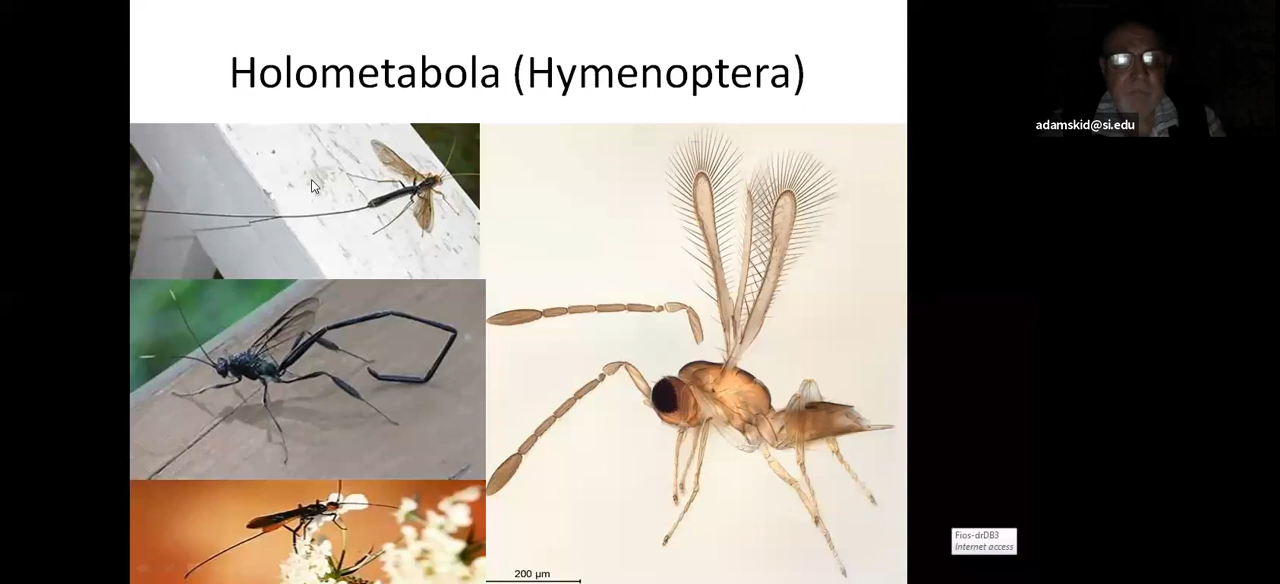 Holometabola (Hymenoptera)
adamskid@si.edu
Fios-drDB3
Internet access
200 µm